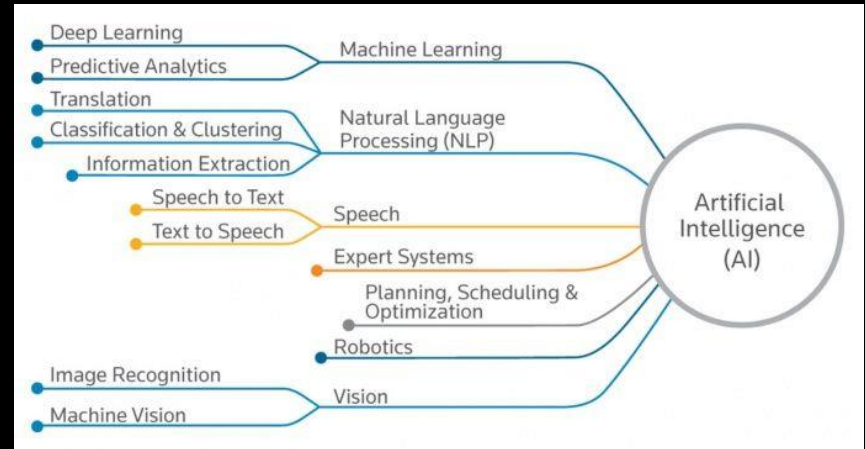 Deep Learning
Predictive Analytics
Machine Learning
Translation
Classification & Clustering
Information Extraction
Natural Language
Processing (NLP)
Speech to Text
Text to Speech
Speech
Expert Systems
Planning, Scheduling &
Optimization
Robotics
Image Recognition
Machine Vision
Vision
Artificial
Intelligence
(AI)